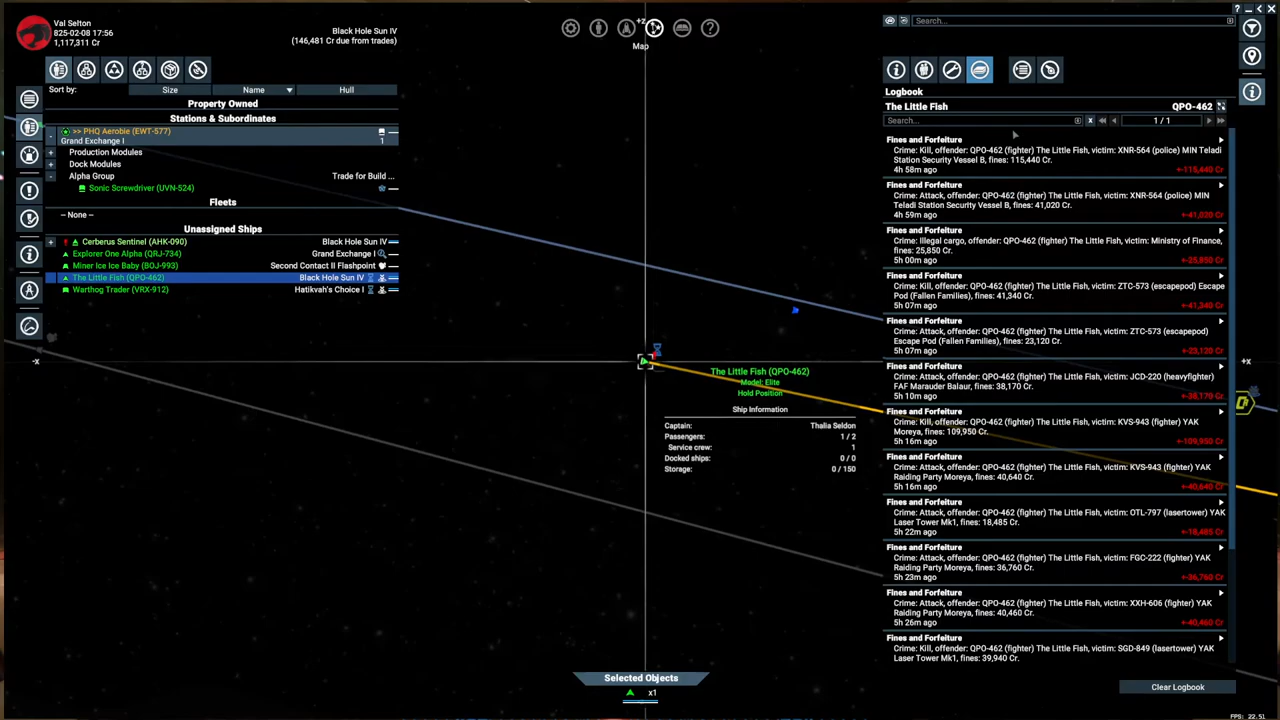 Val Selton
825-02-08 17:56
1,117,311 Cr
Black Hole Sun IV
(146,481 Cr due from trades)
+z
Map
Search...
Sort by:
Size
Name
Hull
Property Owned
Stations & Subordinates
>> PHQ Aerobie (EWT-577)
Grand Exchange I
1
Production Modules
Dock Modules
Alpha Group
Trade for Build ...
Sonic Screwdriver (UVN-524)
Fleets
-- None --
Unassigned Ships
Cerberus Sentinel (AHK-090)
Black Hole Sun IV
Explorer One Alpha (QRJ-734)
Grand Exchange I
Miner Ice Ice Baby (BOJ-993)
Second Contact II Flashpoint
The Little Fish (QPO-462)
Black Hole Sun IV
Warthog Trader (VRX-912)
Hatikvah's Choice I
-x
+x
The Little Fish (QPO-462)
Model: Elite
Hold Position
Ship Information
Captain:
Thalia Seldon
Passengers:
1 / 2
Service crew:
1
Docked ships:
0 / 0
Storage:
0 / 150
Selected Objects
x1
Logbook
The Little Fish
QPO-462
Search...
x
1 / 1
Fines and Forfeiture
Crime: Kill, offender: QPO-462 (fighter) The Little Fish, victim: XNR-564 (police) MIN Teladi
Station Security Vessel B, fines: 115,440 Cr.
4h 58m ago
-115,440 Cr
Fines and Forfeiture
Crime: Attack, offender: QPO-462 (fighter) The Little Fish, victim: XNR-564 (police) MIN
Teladi Station Security Vessel B, fines: 41,020 Cr.
4h 59m ago
-41,020 Cr
Fines and Forfeiture
Crime: Illegal cargo, offender: QPO-462 (fighter) The Little Fish, victim: Ministry of Finance,
fines: 25,850 Cr.
5h 00m ago
-25,850 Cr
Fines and Forfeiture
Crime: Kill, offender: QPO-462 (fighter) The Little Fish, victim: ZTC-573 (escapepod) Escape
Pod (Fallen Families), fines: 41,340 Cr.
5h 07m ago
-41,340 Cr
Fines and Forfeiture
Crime: Attack, offender: QPO-462 (fighter) The Little Fish, victim: ZTC-573 (escapepod)
Escape Pod (Fallen Families), fines: 23,120 Cr.
5h 07m ago
-23,120 Cr
Fines and Forfeiture
Crime: Attack, offender: QPO-462 (fighter) The Little Fish, victim: JCD-220 (heavyfighter)
FAF Marauder Balaur, fines: 38,170 Cr.
5h 10m ago
-38,170 Cr
Fines and Forfeiture
Crime: Kill, offender: QPO-462 (fighter) The Little Fish, victim: KVS-943 (fighter) YAK
Moreya, fines: 109,950 Cr.
5h 16m ago
-109,950 Cr
Fines and Forfeiture
Crime: Attack, offender: QPO-462 (fighter) The Little Fish, victim: KVS-943 (fighter) YAK
Raiding Party Moreya, fines: 40,640 Cr.
5h 16m ago
-40,640 Cr
Fines and Forfeiture
Crime: Attack, offender: QPO-462 (fighter) The Little Fish, victim: OTL-797 (lasertower) YAK
Laser Tower Mk1, fines: 18,485 Cr.
5h 22m ago
-18,485 Cr
Fines and Forfeiture
Crime: Attack, offender: QPO-462 (fighter) The Little Fish, victim: FGC-222 (fighter) YAK
Raiding Party Moreya, fines: 36,760 Cr.
5h 23m ago
-36,760 Cr
Fines and Forfeiture
Crime: Attack, offender: QPO-462 (fighter) The Little Fish, victim: XXH-606 (fighter) YAK
Raiding Party Moreya, fines: 40,460 Cr.
5h 26m ago
-40,460 Cr
Fines and Forfeiture
Crime: Kill, offender: QPO-462 (fighter) The Little Fish, victim: SGD-849 (lasertower) YAK
Laser Tower Mk1, fines: 39,940 Cr.
Clear Logbook
FPS: 22.51